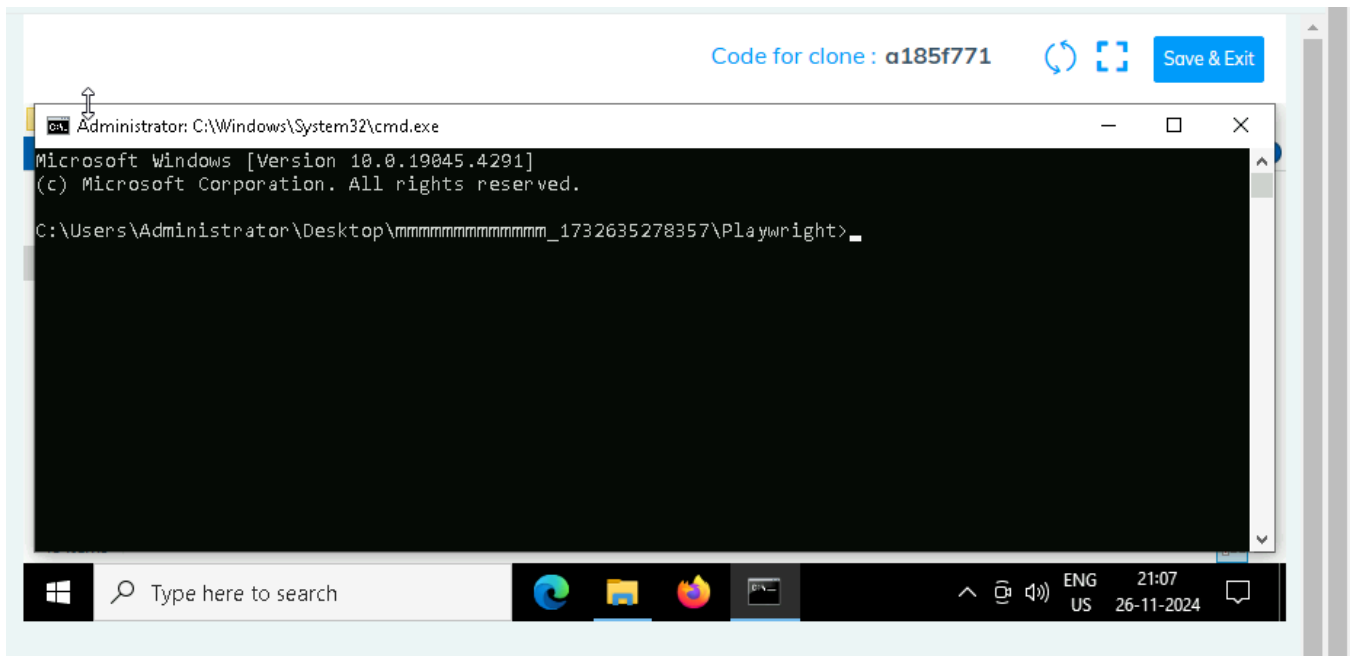 Code for clone : a185f771
Save & Exit
Administrator: C:\Windows\System32\cmd.exe
Microsoft Windows [Version 10.0.19045.4291]
(c) Microsoft Corporation. All rights reserved.
C:\Users\Administrator\Desktop\mmmmmmmmmmmmm_1732635278357\Playwright>
Type here to search
ENG
US
21:07
26-11-2024